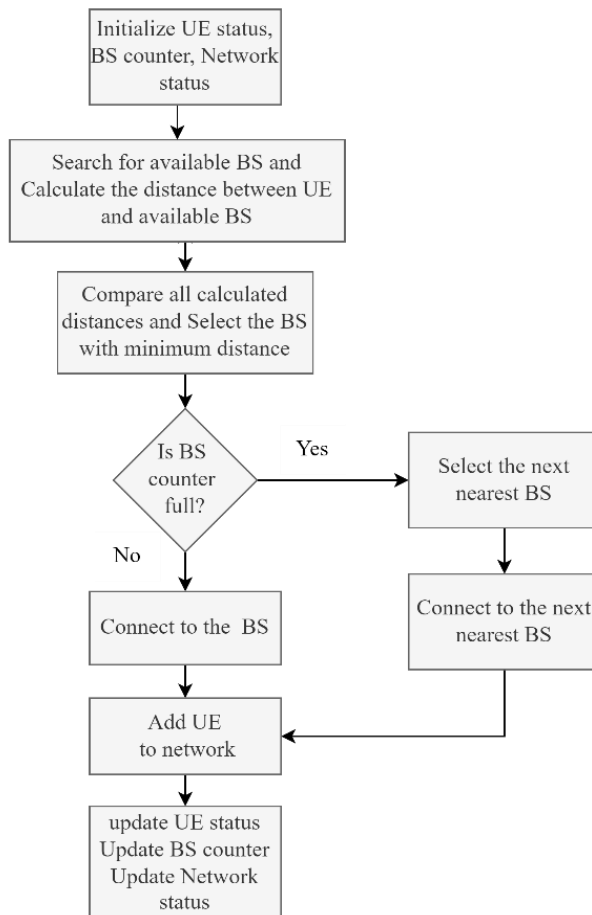 Initialize UE status,
BS counter, Network
status
Search for available BS and
Calculate the distance between UE
and available BS
Compare all calculated
distances and Select the BS
with minimum distance
Is BS
counter
full?
Yes
Select the next
nearest BS
No
Connect to the BS
Connect to the next
nearest BS
Add UE
to network
update UE status
Update BS counter
Update Network
status